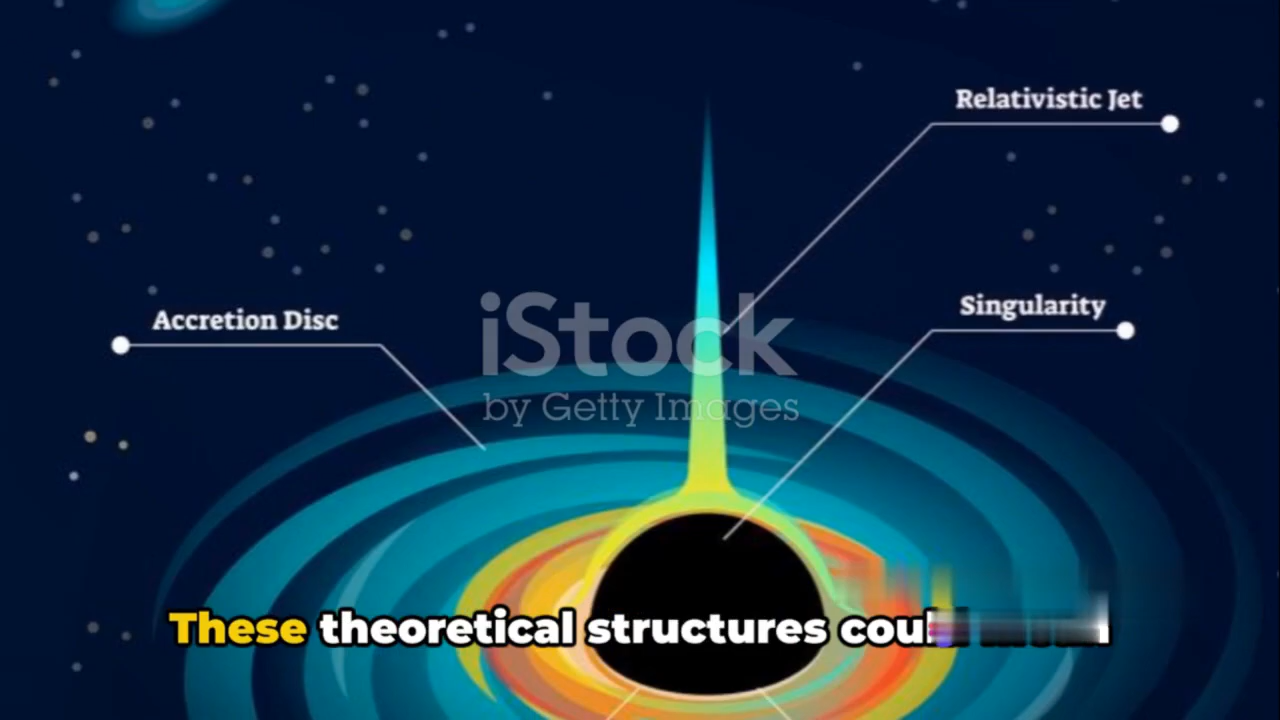 Relativistic Jet
Singularity
Accretion Disc
iStock
by Getty Images
These theoretical structures